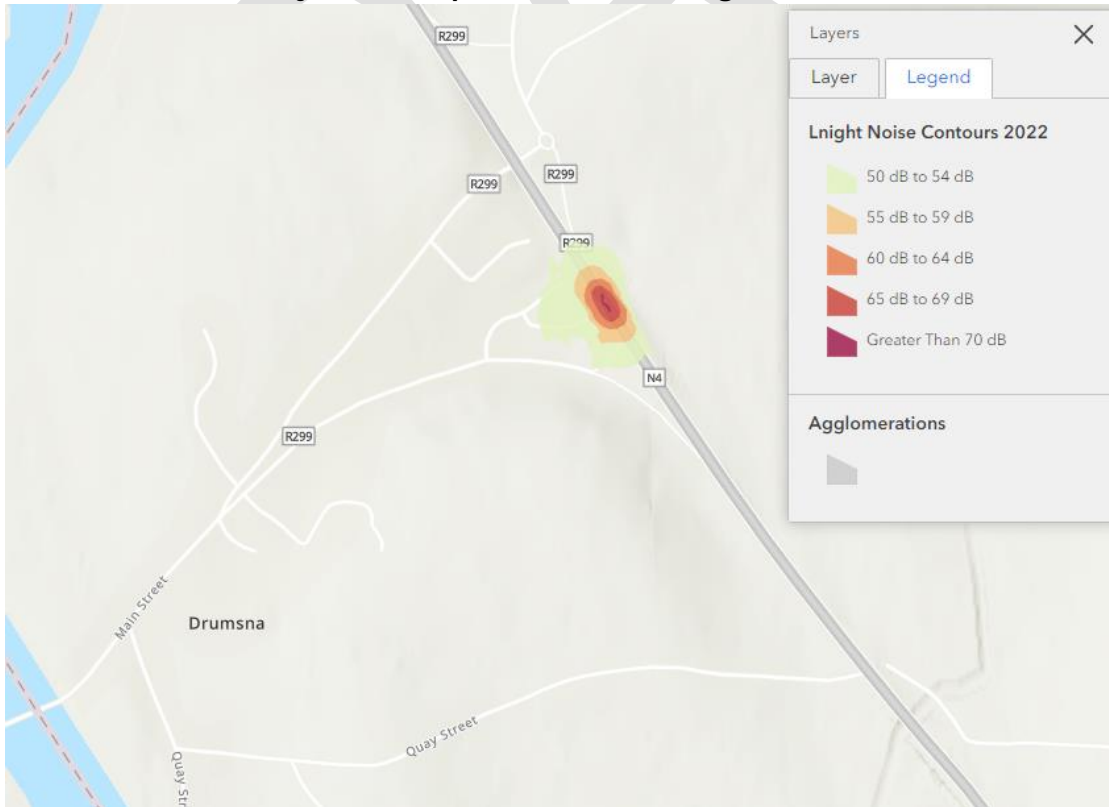 R299
R299
R299
R299
N4
R299
Main Street
Drumsna
Quay Street
Layers
Layer
Legend
Lnight Noise Contours 2022
50 dB to 54 dB
55 dB to 59 dB
60 dB to 64 dB
65 dB to 69 dB
Greater Than 70 dB
Agglomerations